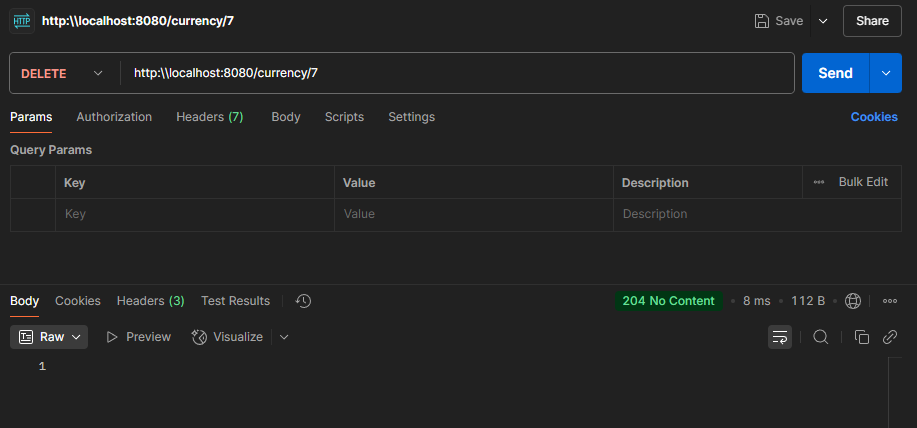 HTTP http:\\localhost:8080/currency/7 Save Share
DELETE http:\\localhost:8080/currency/7 Send
Params Authorization Headers (7) Body Scripts Settings Cookies
Query Params
Key Value Description Bulk Edit
Key Value Description
Body Cookies Headers (3) Test Results 204 No Content • 8 ms • 112 B
Raw Preview Visualize
1